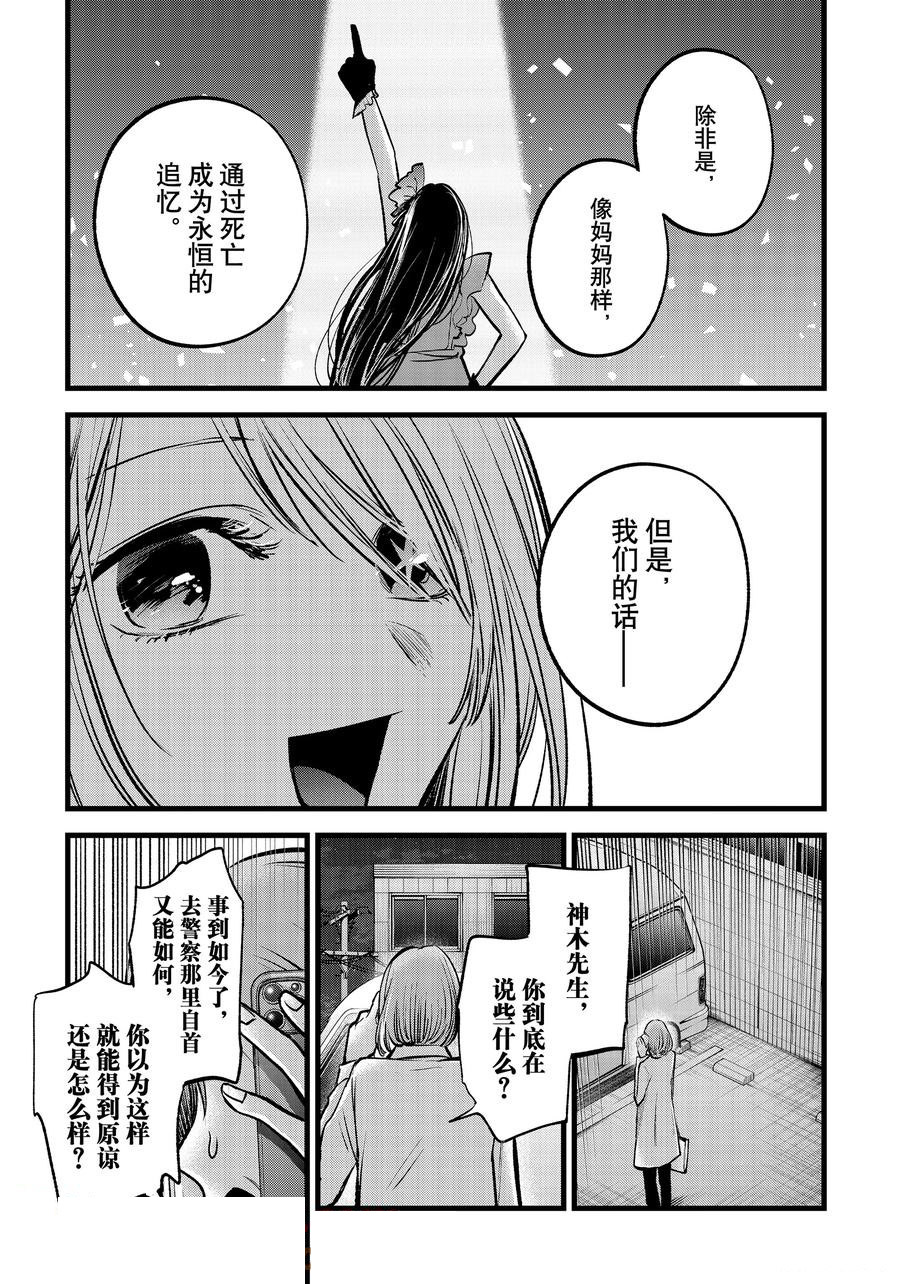 除非是，
像妈妈那样，
通过死亡
成为永恒的
追忆。
但是，
我们的话——
神木先生，
你到底在
说些什么？
事到如今了，
去警察那里自首
又能如何，
你以为这样
就能得到原谅
还是怎么样？